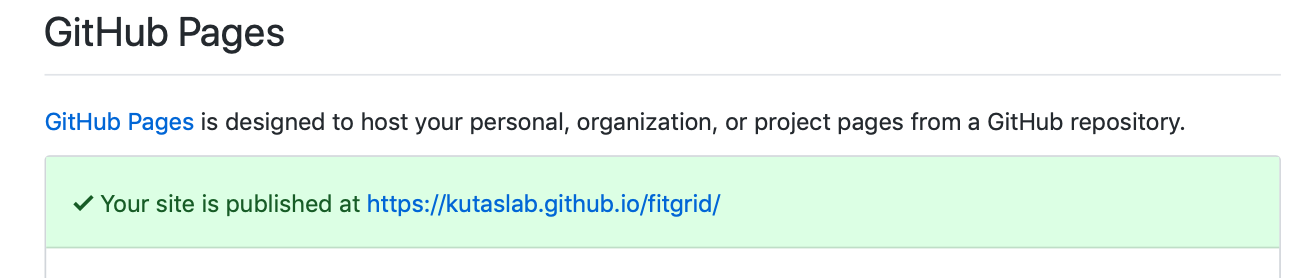 GitHub Pages
GitHub Pages is designed to host your personal, organization, or project pages from a GitHub repository.
✓ Your site is published at https://kutaslab.github.io/fitgrid/